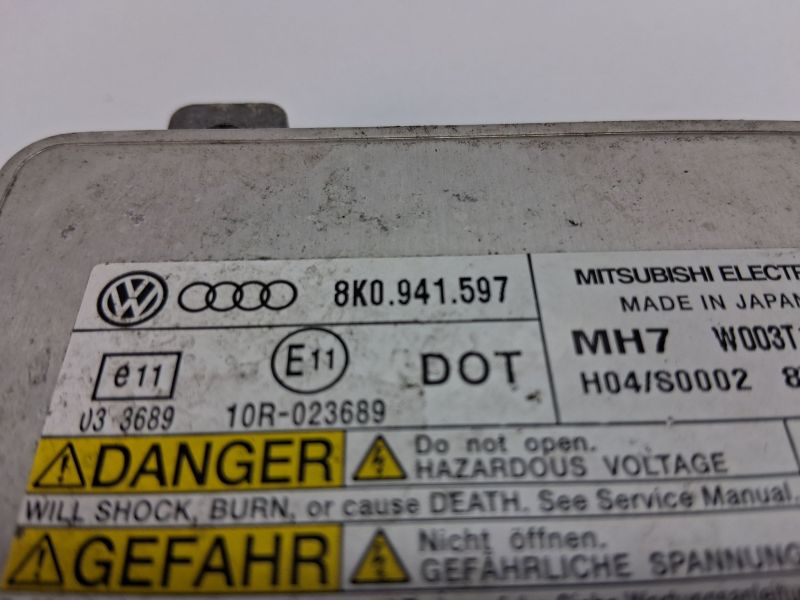 8K0.941.597
MITSUBISHI ELECTR
MADE IN JAPAN
MH7 W003T
H04/S0002 8
e11
E11
DOT
03 3689
10R-023689
DANGER
Do not open.
HAZARDOUS VOLTAGE
WILL SHOCK, BURN, or cause DEATH. See Service Manual.
GEFAHR
Nicht öffnen.
GEFÄHRLICHE SPANNUNG